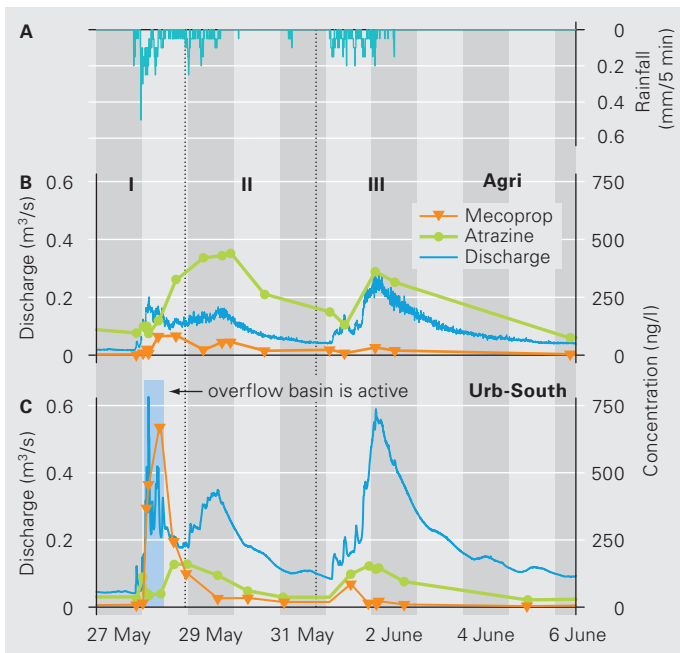 A
0
0.2
0.4
0.6
Rainfall
(mm/5 min)
B
I
II
III
Agri
0.6
0.4
0.2
0
Discharge (m³/s)
750
500
250
0
Mecoprop
Atrazine
Discharge
overflow basin is active
C
Urb-South
0.6
0.4
0.2
0
Discharge (m³/s)
750
500
250
0
Concentration (ng/l)
27 May
29 May
31 May
2 June
4 June
6 June